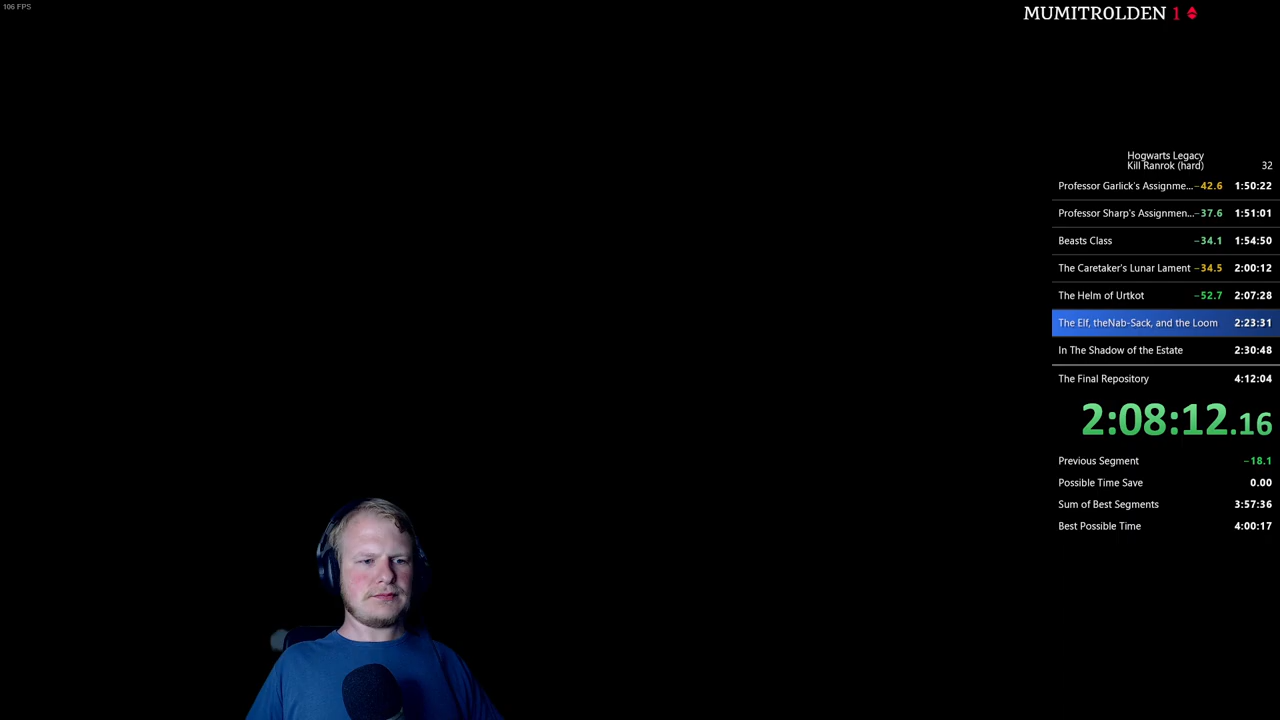 106 FPS
MUMITR0LDEN 1
Hogwarts Legacy
Kill Ranrok (hard) 32
Professor Garlick's Assignme... -42.6 1:50:22
Professor Sharp's Assignmen... -37.6 1:51:01
Beasts Class -34.1 1:54:50
The Caretaker's Lunar Lament -34.5 2:00:12
The Helm of Urtkot -52.7 2:07:28
The Elf, theNab-Sack, and the Loom 2:23:31
In The Shadow of the Estate 2:30:48
The Final Repository 4:12:04
2:08:12.16
Previous Segment -18.1
Possible Time Save 0.00
Sum of Best Segments 3:57:36
Best Possible Time 4:00:17